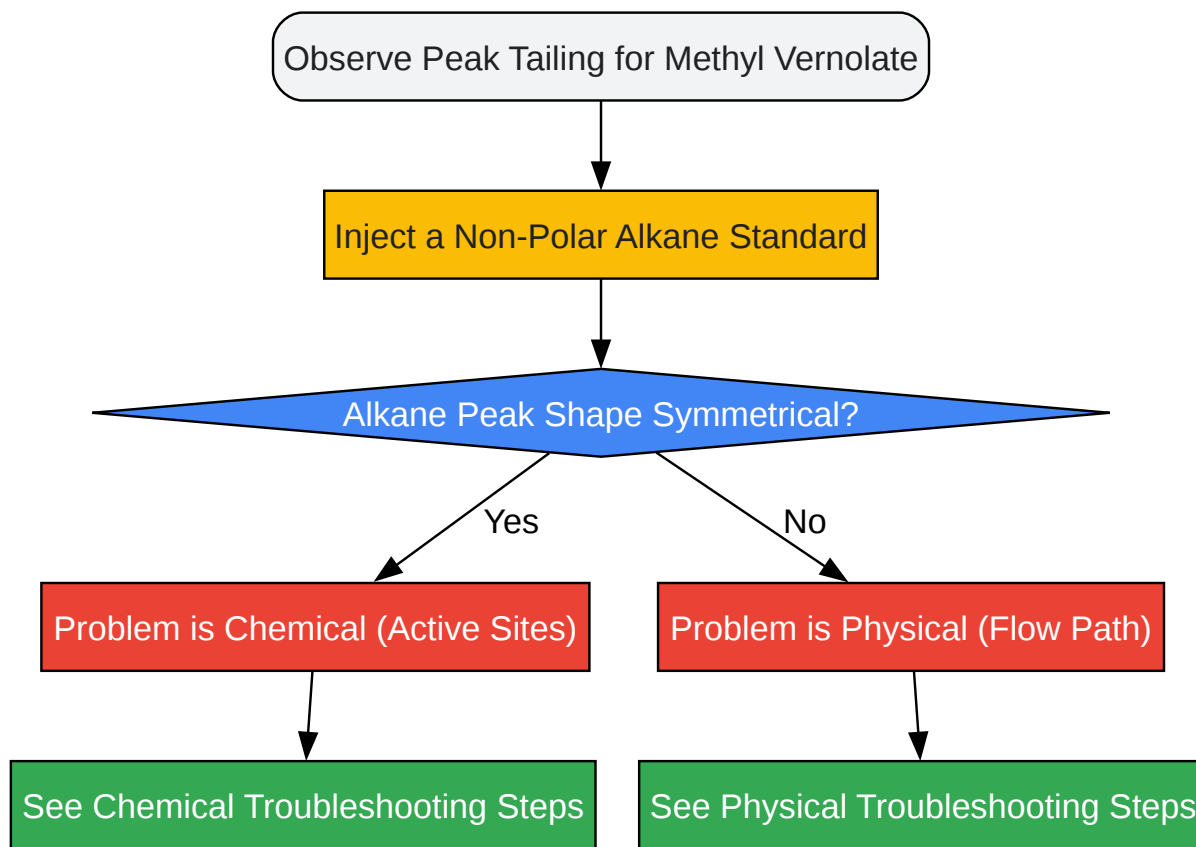 Observe Peak Tailing for Methyl Vernolate
Inject a Non-Polar Alkane Standard
Alkane Peak Shape Symmetrical?
Yes
No
Problem is Chemical (Active Sites)
Problem is Physical (Flow Path)
See Chemical Troubleshooting Steps
See Physical Troubleshooting Steps